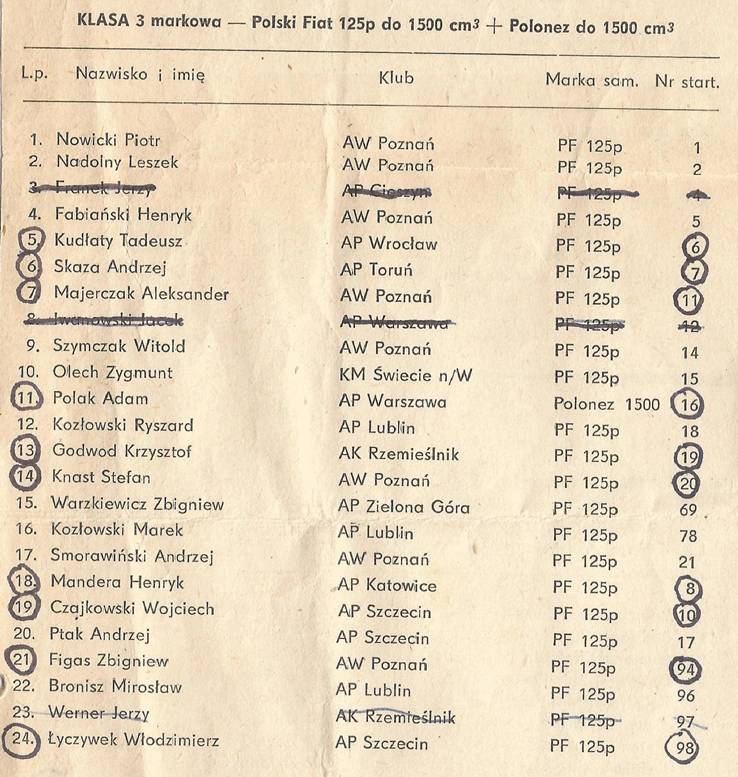 KLASA 3 markowa — Polski Fiat 125p do 1500 cm³ + Polonez do 1500 cm³
L.p. Nazwisko i imię Klub Marka sam. Nr start.
1. Nowicki Piotr AW Poznań PF 125p 1
2. Nadolny Leszek AW Poznań PF 125p 2
3. Franek Jerzy AP Cieszyn PF 125p 4
4. Fabiański Henryk AW Poznań PF 125p 5
5. Kudłaty Tadeusz AP Wrocław PF 125p 6
6. Skaza Andrzej AP Toruń PF 125p 7
7. Majerczak Aleksander AW Poznań PF 125p 11
8. Iwanowski Jacek AP Warszawa PF 125p 12
9. Szymczak Witold AW Poznań PF 125p 14
10. Olech Zygmunt KM Świecie n/W PF 125p 15
11. Polak Adam AP Warszawa Polonez 1500 16
12. Kozłowski Ryszard AP Lublin PF 125p 18
13. Godwod Krzysztof AK Rzemieślnik PF 125p 19
14. Knast Stefan AW Poznań PF 125p 20
15. Warzkiewicz Zbigniew AP Zielona Góra PF 125p 69
16. Kozłowski Marek AP Lublin PF 125p 78
17. Smorawiński Andrzej AW Poznań PF 125p 21
18. Mandera Henryk AP Katowice PF 125p 8
19. Czajkowski Wojciech AP Szczecin PF 125p 10
20. Ptak Andrzej AP Szczecin PF 125p 17
21. Figas Zbigniew AW Poznań PF 125p 94
22. Bronisz Mirosław AP Lublin PF 125p 96
23. Werner Jerzy AK Rzemieślnik PF 125p 97
24. Łyczywek Włodzimierz AP Szczecin PF 125p 98